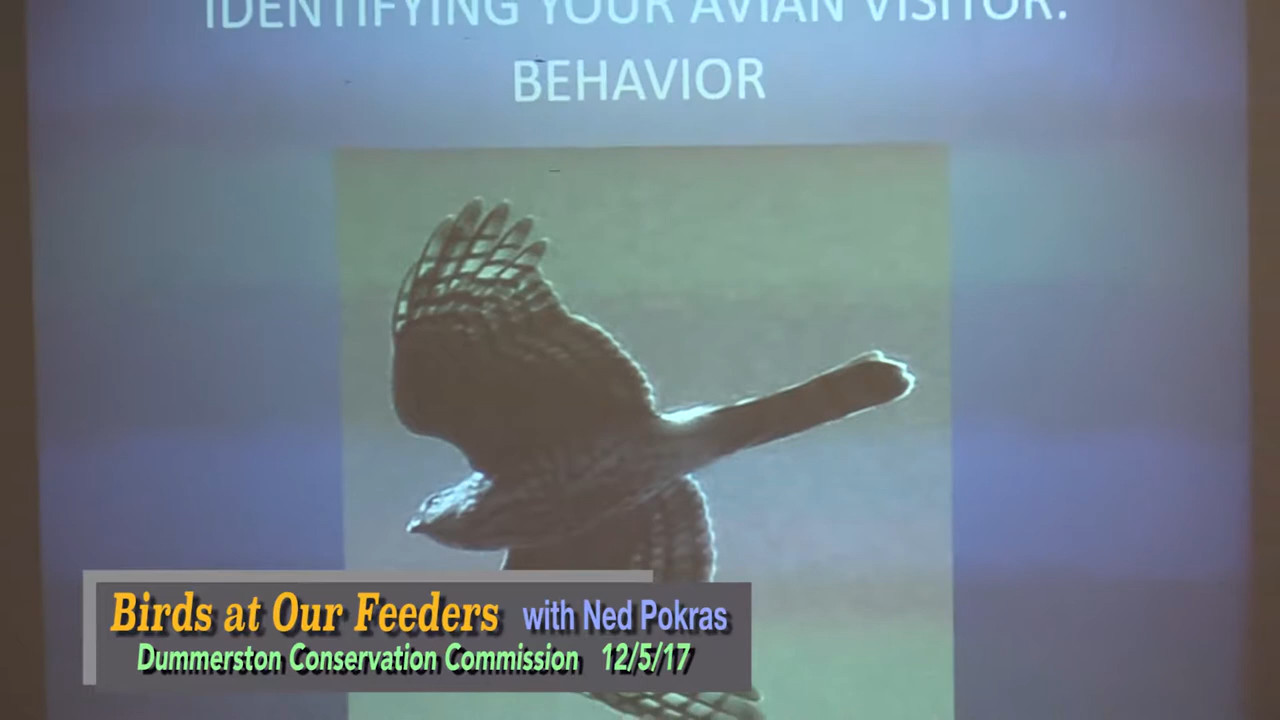 IDENTIFYING YOUR AVIAN VISITOR:
BEHAVIOR
Birds at Our Feeders with Ned Pokras
Dummerston Conservation Commission 12/5/17